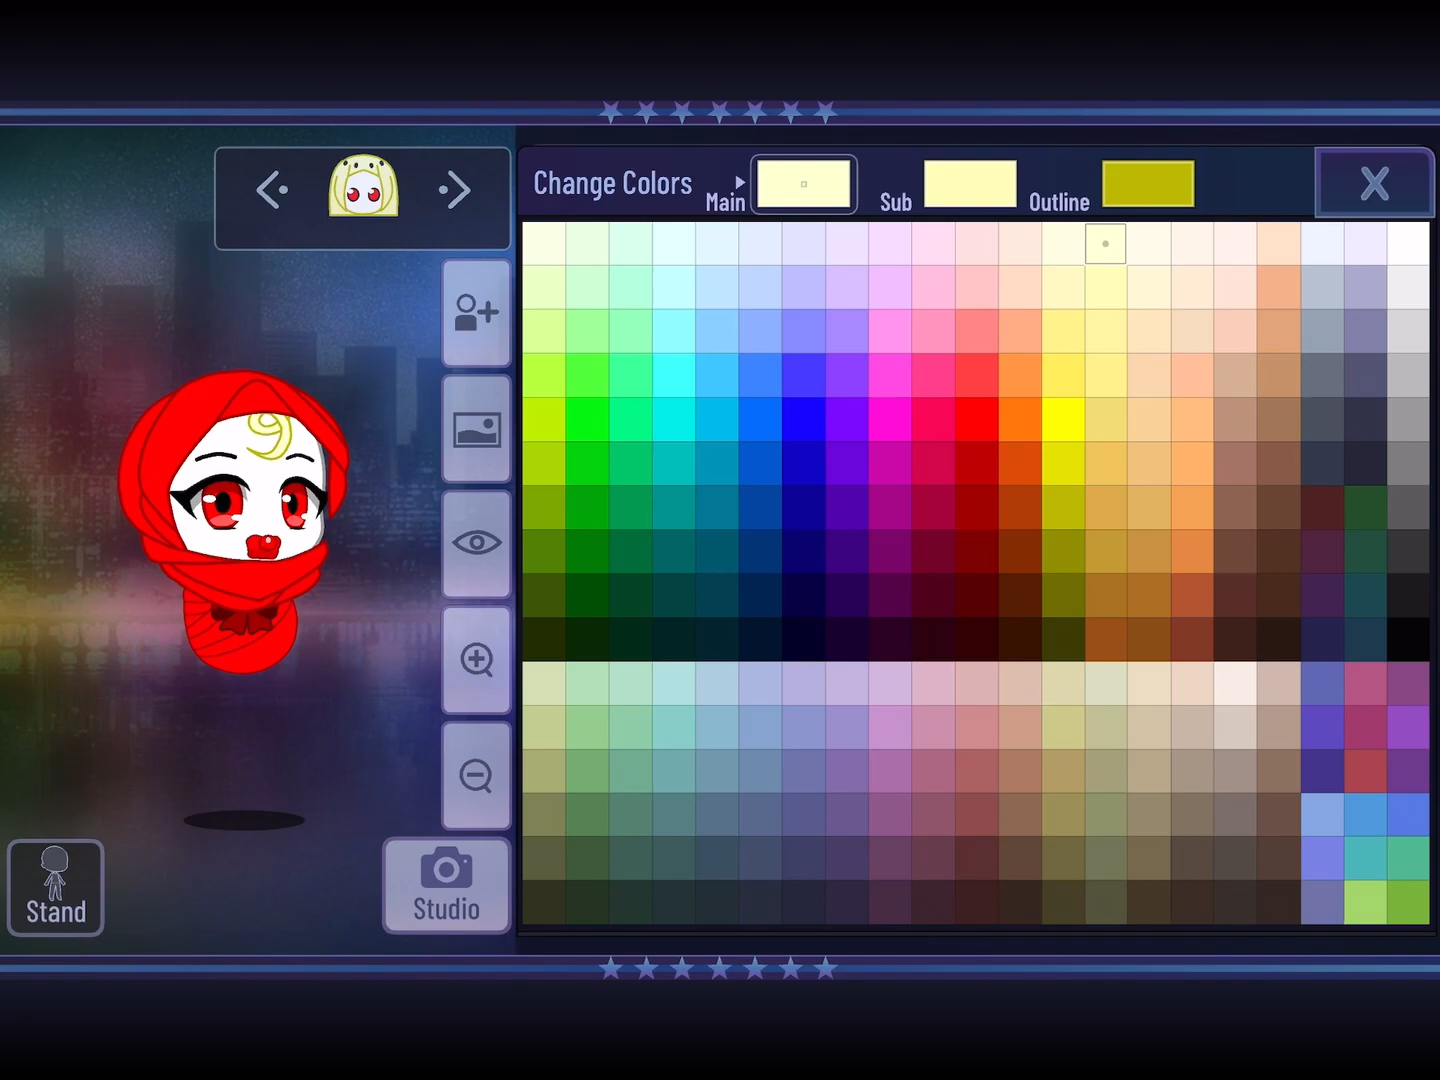 Change Colors
Main
Sub
Outline
X
Stand
Studio